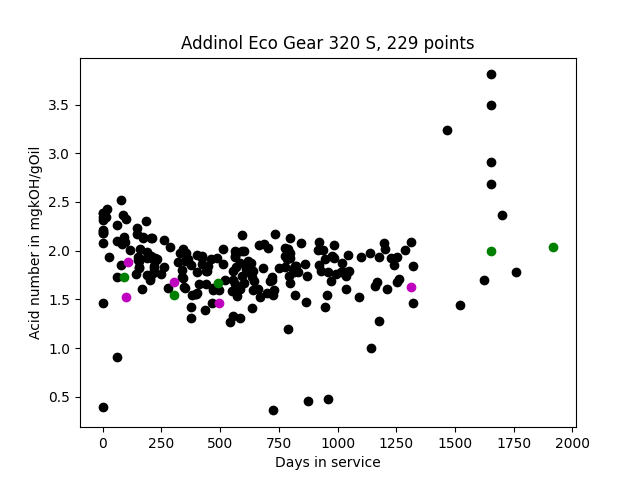 Addinol Eco Gear 320 S, 229 points
Acid number in mgkOH/gOil
3.5
3.0
2.5
2.0
1.5
1.0
0.5
0 250 500 750 1000 1250 1500 1750 2000
Days in service